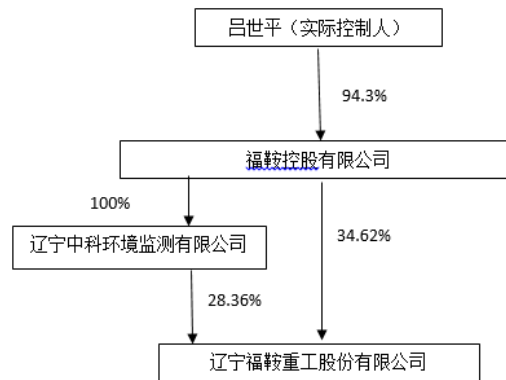 吕世平（实际控制人）
94.3%
福鞍控股有限公司
100%
34.62%
辽宁中科环境监测有限公司
28.36%
辽宁福鞍重工股份有限公司